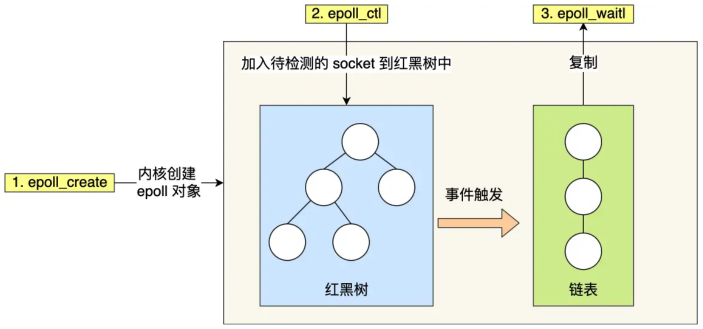 2. epoll_ctl
3. epoll_waitl
加入待检测的 socket 到红黑树中
复制
1. epoll_create
内核创建
epoll 对象
事件触发
红黑树
链表